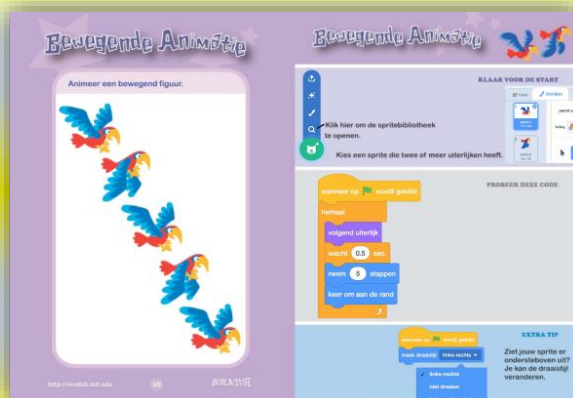 Bewegende Animatie
Animeer een bewegend figuur.
http://scratch.mit.edu
10
SCRATCH
Bewegende Animatie
KLAAR VOOR DE START
Klik hier om de spritebibliotheek
te openen.
Kies een sprite die twee of meer uiterlijken heeft.
PROBEER DEZE CODE
wanneer op wordt geklikt
herhaal
volgend uiterlijk
wacht 0.5 sec.
neem 5 stappen
keer om aan de rand
EXTRA TIP
wanneer op wordt geklikt
maak draaistijl links-rechts
links-rechts
niet draaien
Ziet jouw sprite er
ondersteboven uit?
Je kan de draaistijl
veranderen.